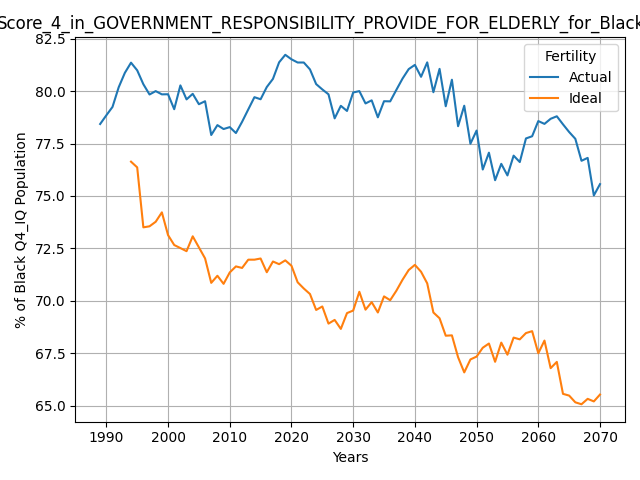 Score_4_in_GOVERNMENT_RESPONSIBILITY_PROVIDE_FOR_ELDERLY_for_Black
82.5
80.0
77.5
75.0
72.5
70.0
67.5
65.0
% of Black Q4_IQ Population
Fertility
Actual
Ideal
1990 2000 2010 2020 2030 2040 2050 2060 2070
Years